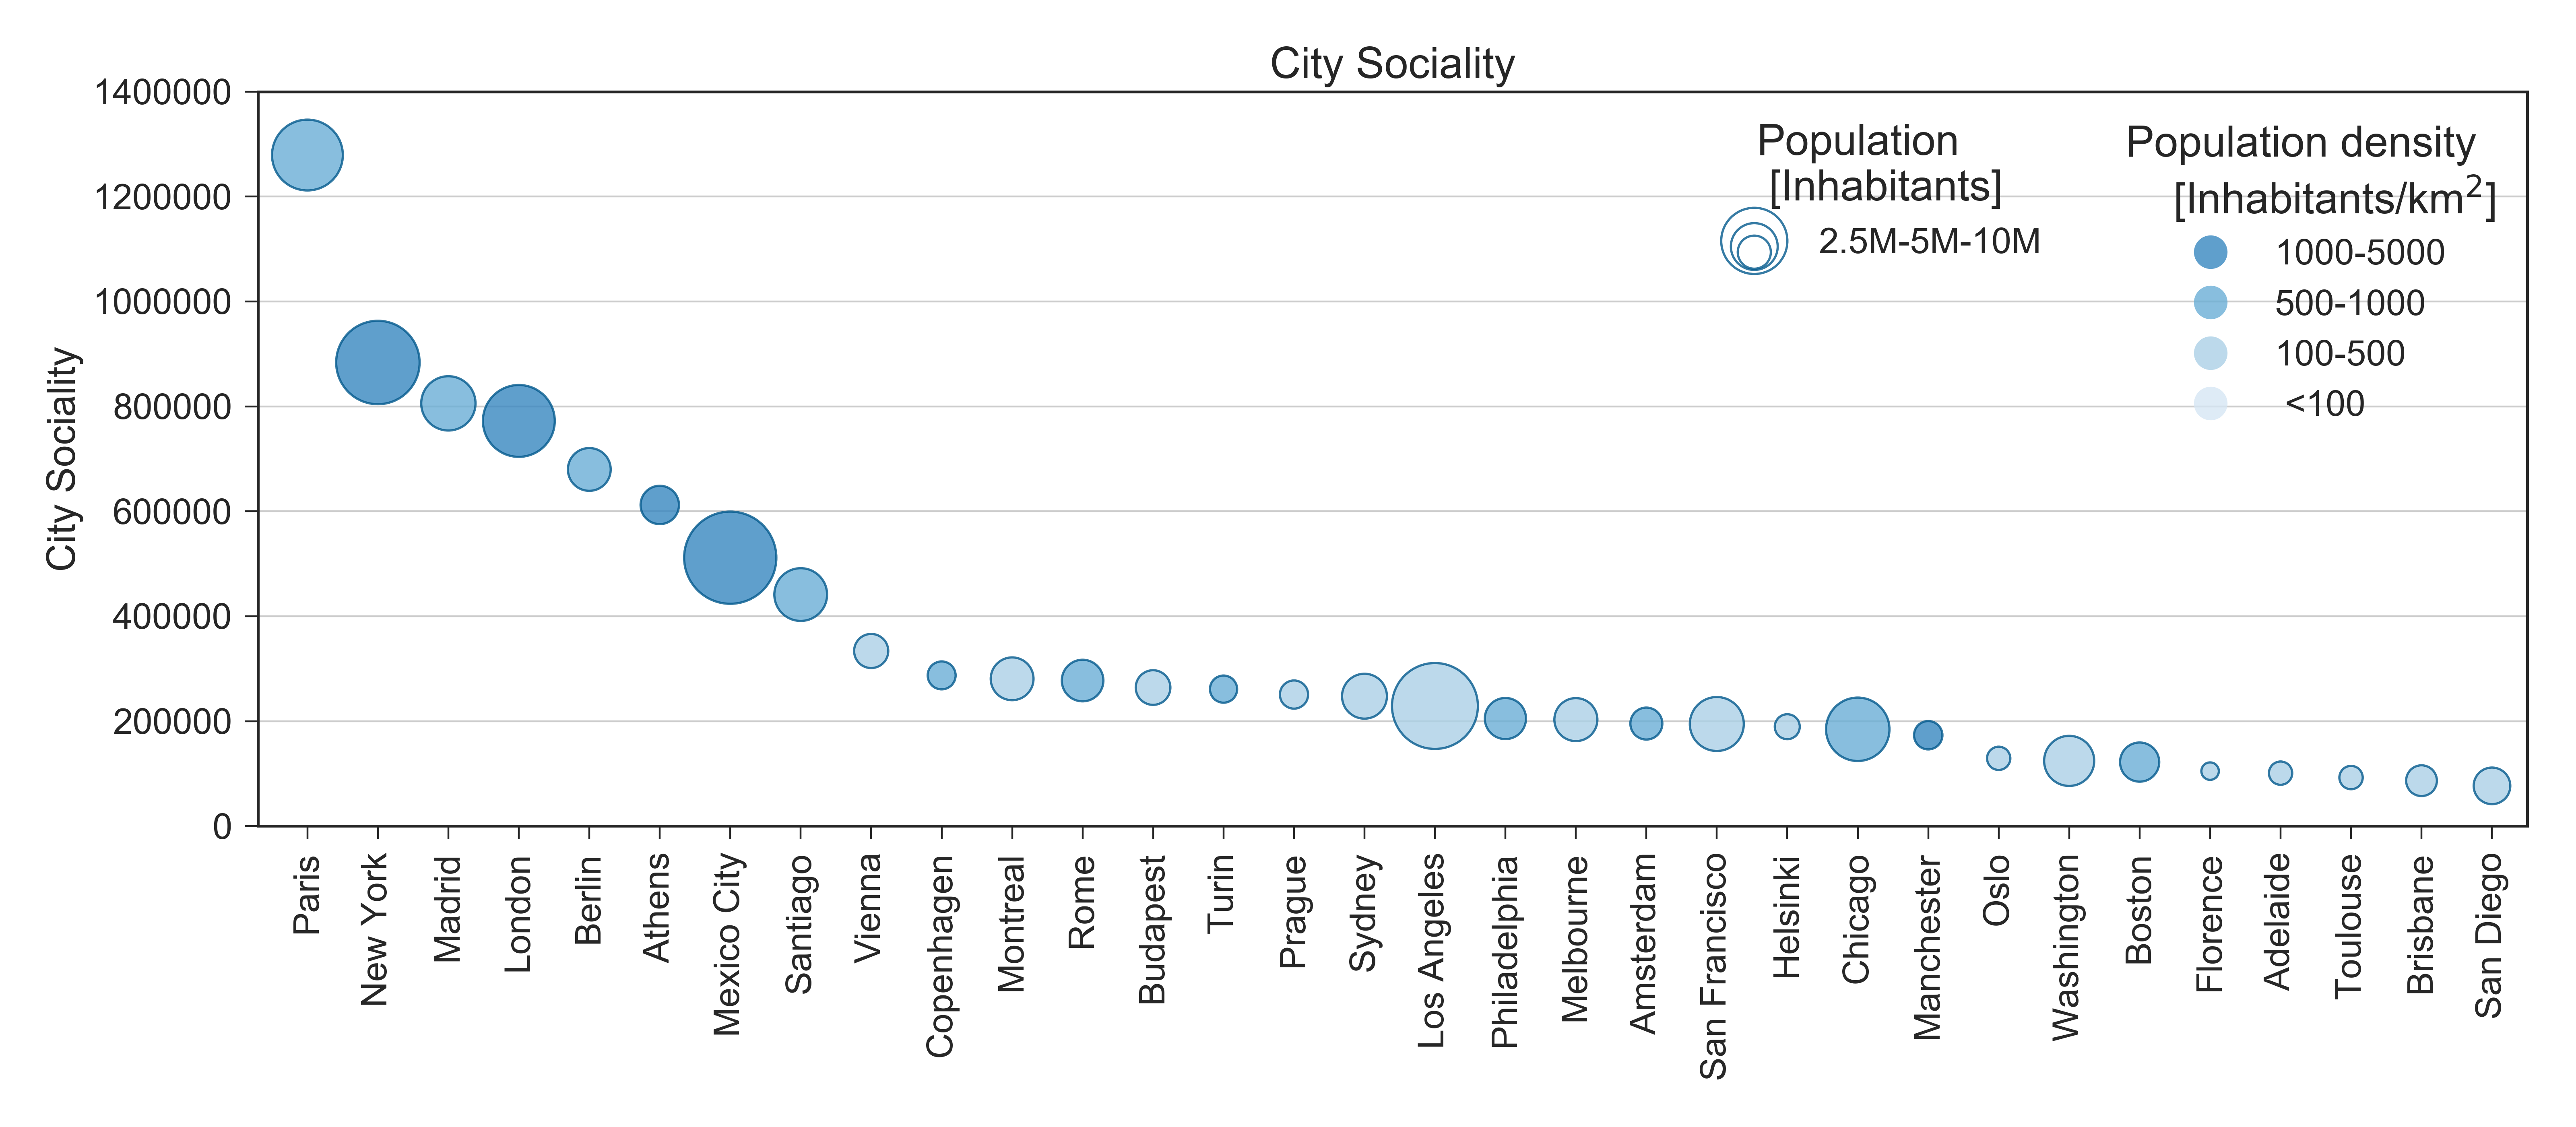 City Sociality
1400000
1200000
1000000
800000
600000
400000
200000
0
City Sociality
Population
[Inhabitants]
2.5M-5M-10M
Population density
[Inhabitants/km²]
1000-5000
500-1000
100-500
<100
Paris
New York
Madrid
London
Berlin
Athens
Mexico City
Santiago
Vienna
Copenhagen
Montreal
Rome
Budapest
Turin
Prague
Sydney
Los Angeles
Philadelphia
Melbourne
Amsterdam
San Francisco
Helsinki
Chicago
Manchester
Oslo
Washington
Boston
Florence
Adelaide
Toulouse
Brisbane
San Diego